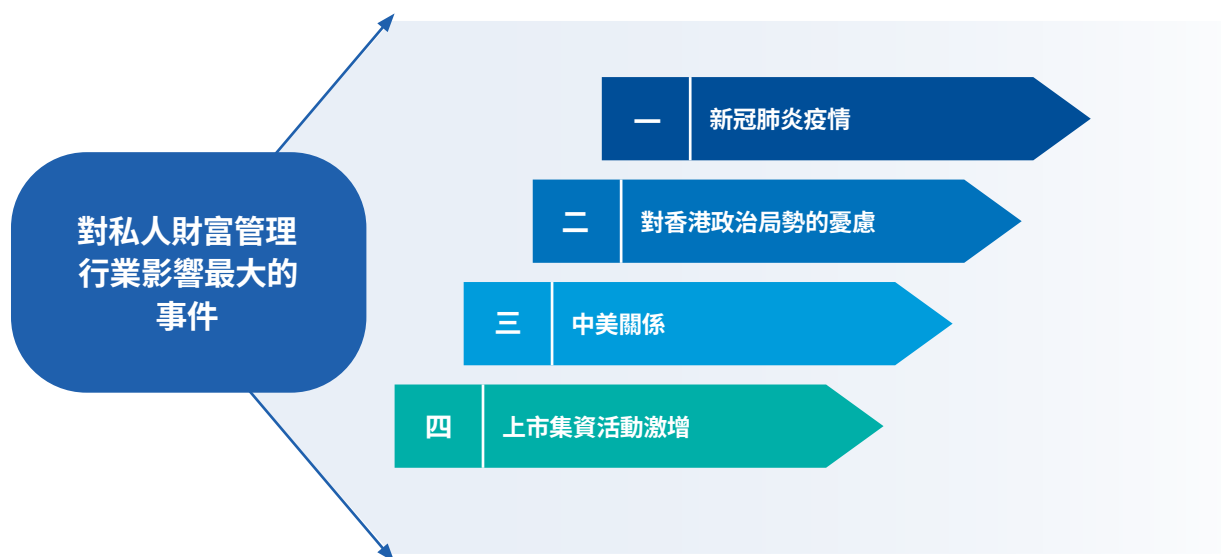 對私人財富管理
行業影響最大的
事件
一 新冠肺炎疫情
二 對香港政治局勢的憂慮
三 中美關係
四 上市集資活動激增